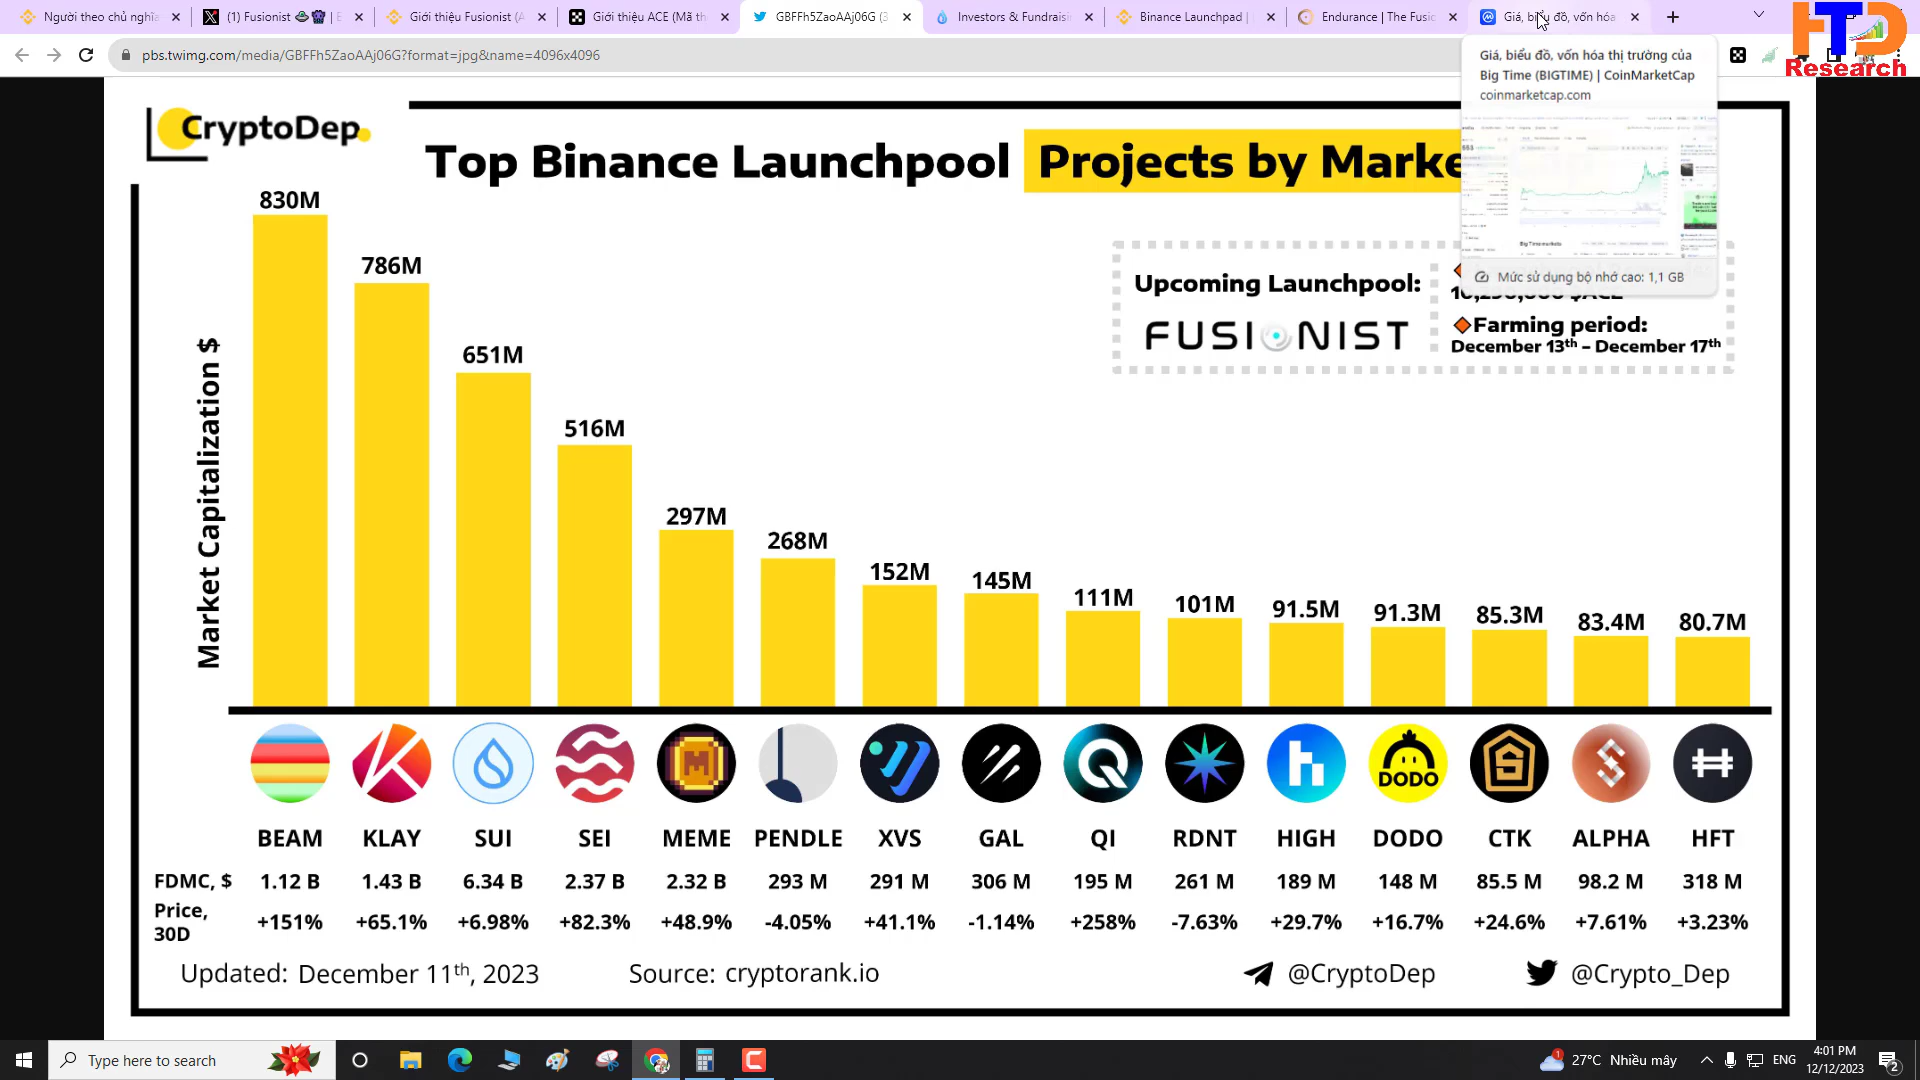 Người theo chủ nghĩa
(1) Fusionist
Giới thiệu Fusionist (A
Giới thiệu ACE (Mã th
GBFFh5ZaoAAj06G (3
Investors & Fundraisi
Binance Launchpad |
Endurance | The Fusic
Giá, biểu đồ, vốn hóa
pbs.twimg.com/media/GBFFh5ZaoAAj06G?format=jpg&name=4096x4096
HTD
Research
Giá, biểu đồ, vốn hóa thị trường của
Big Time (BIGTIME) | CoinMarketCap
coinmarketcap.com
Big Time markets
Mức sử dụng bộ nhớ cao: 1,1 GB
CryptoDep.
Top Binance Launchpool Projects by Marke
Upcoming Launchpool:
FUSIONIST
Farming period:
December 13th – December 17th
Market Capitalization $
830M
786M
651M
516M
297M
268M
152M
145M
111M
101M
91.5M
91.3M
85.3M
83.4M
80.7M
DODO
BEAM KLAY SUI SEI MEME PENDLE XVS GAL QI RDNT HIGH DODO CTK ALPHA HFT
FDMC, $ 1.12 B 1.43 B 6.34 B 2.37 B 2.32 B 293 M 291 M 306 M 195 M 261 M 189 M 148 M 85.5 M 98.2 M 318 M
Price, 30D +151% +65.1% +6.98% +82.3% +48.9% -4.05% +41.1% -1.14% +258% -7.63% +29.7% +16.7% +24.6% +7.61% +3.23%
Updated: December 11th, 2023 Source: cryptorank.io @CryptoDep @Crypto_Dep
Type here to search
27°C Nhiều mây
ENG
4:01 PM
12/12/2023
2